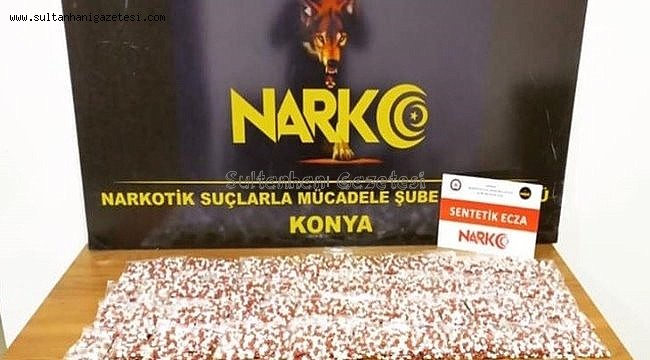 www.sultanhanigazetesi.com
NARKO
Sultanhanı Gazetesi
NARKOTİK SUÇLARLA MÜCADELE ŞUBE
KONYA
SENTETİK ECZA
NARKO